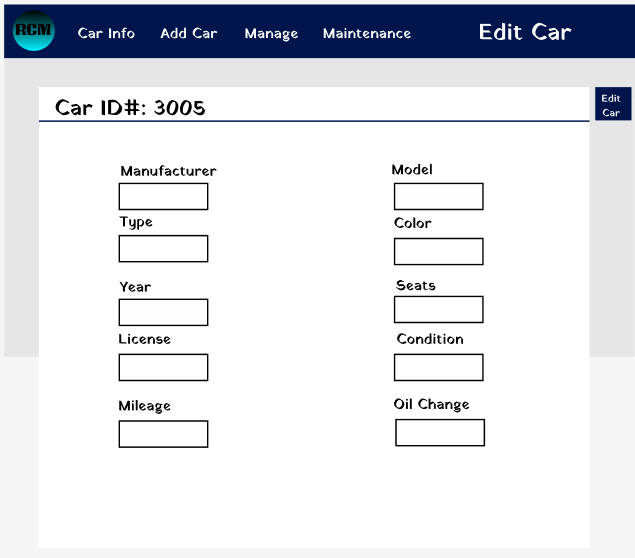 RCM Car Info Add Car Manage Maintenance Edit Car
Car ID#: 3005
Edit
Car
Manufacturer Model
Type Color
Year Seats
License Condition
Mileage Oil Change